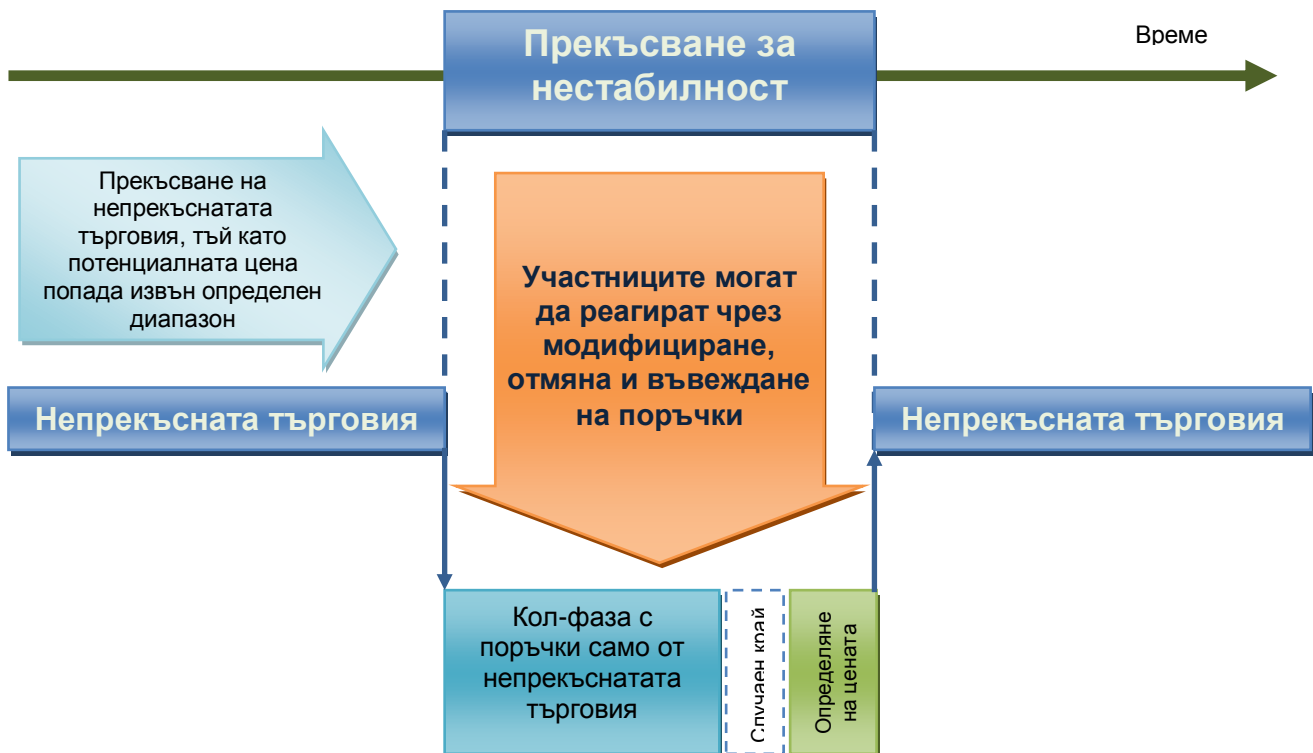 Прекъсване за
нестабилност
Време
Прекъсване на
непрекъснатата
търговия, тъй като
потенциалната цена
попада извън определен
диапазон
Участниците могат
да реагират чрез
модифициране,
отмяна и въвеждане
на поръчки
Непрекъсната търговия
Непрекъсната търговия
Кол-фаза с
поръчки само от
непрекъснатата
търговия
Случаен край
Определяне
на цената